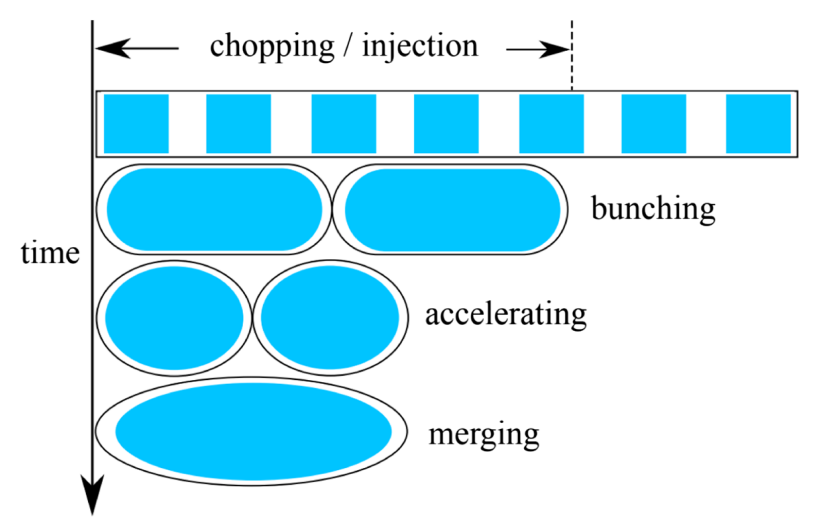 chopping / injection
bunching
time
accelerating
merging